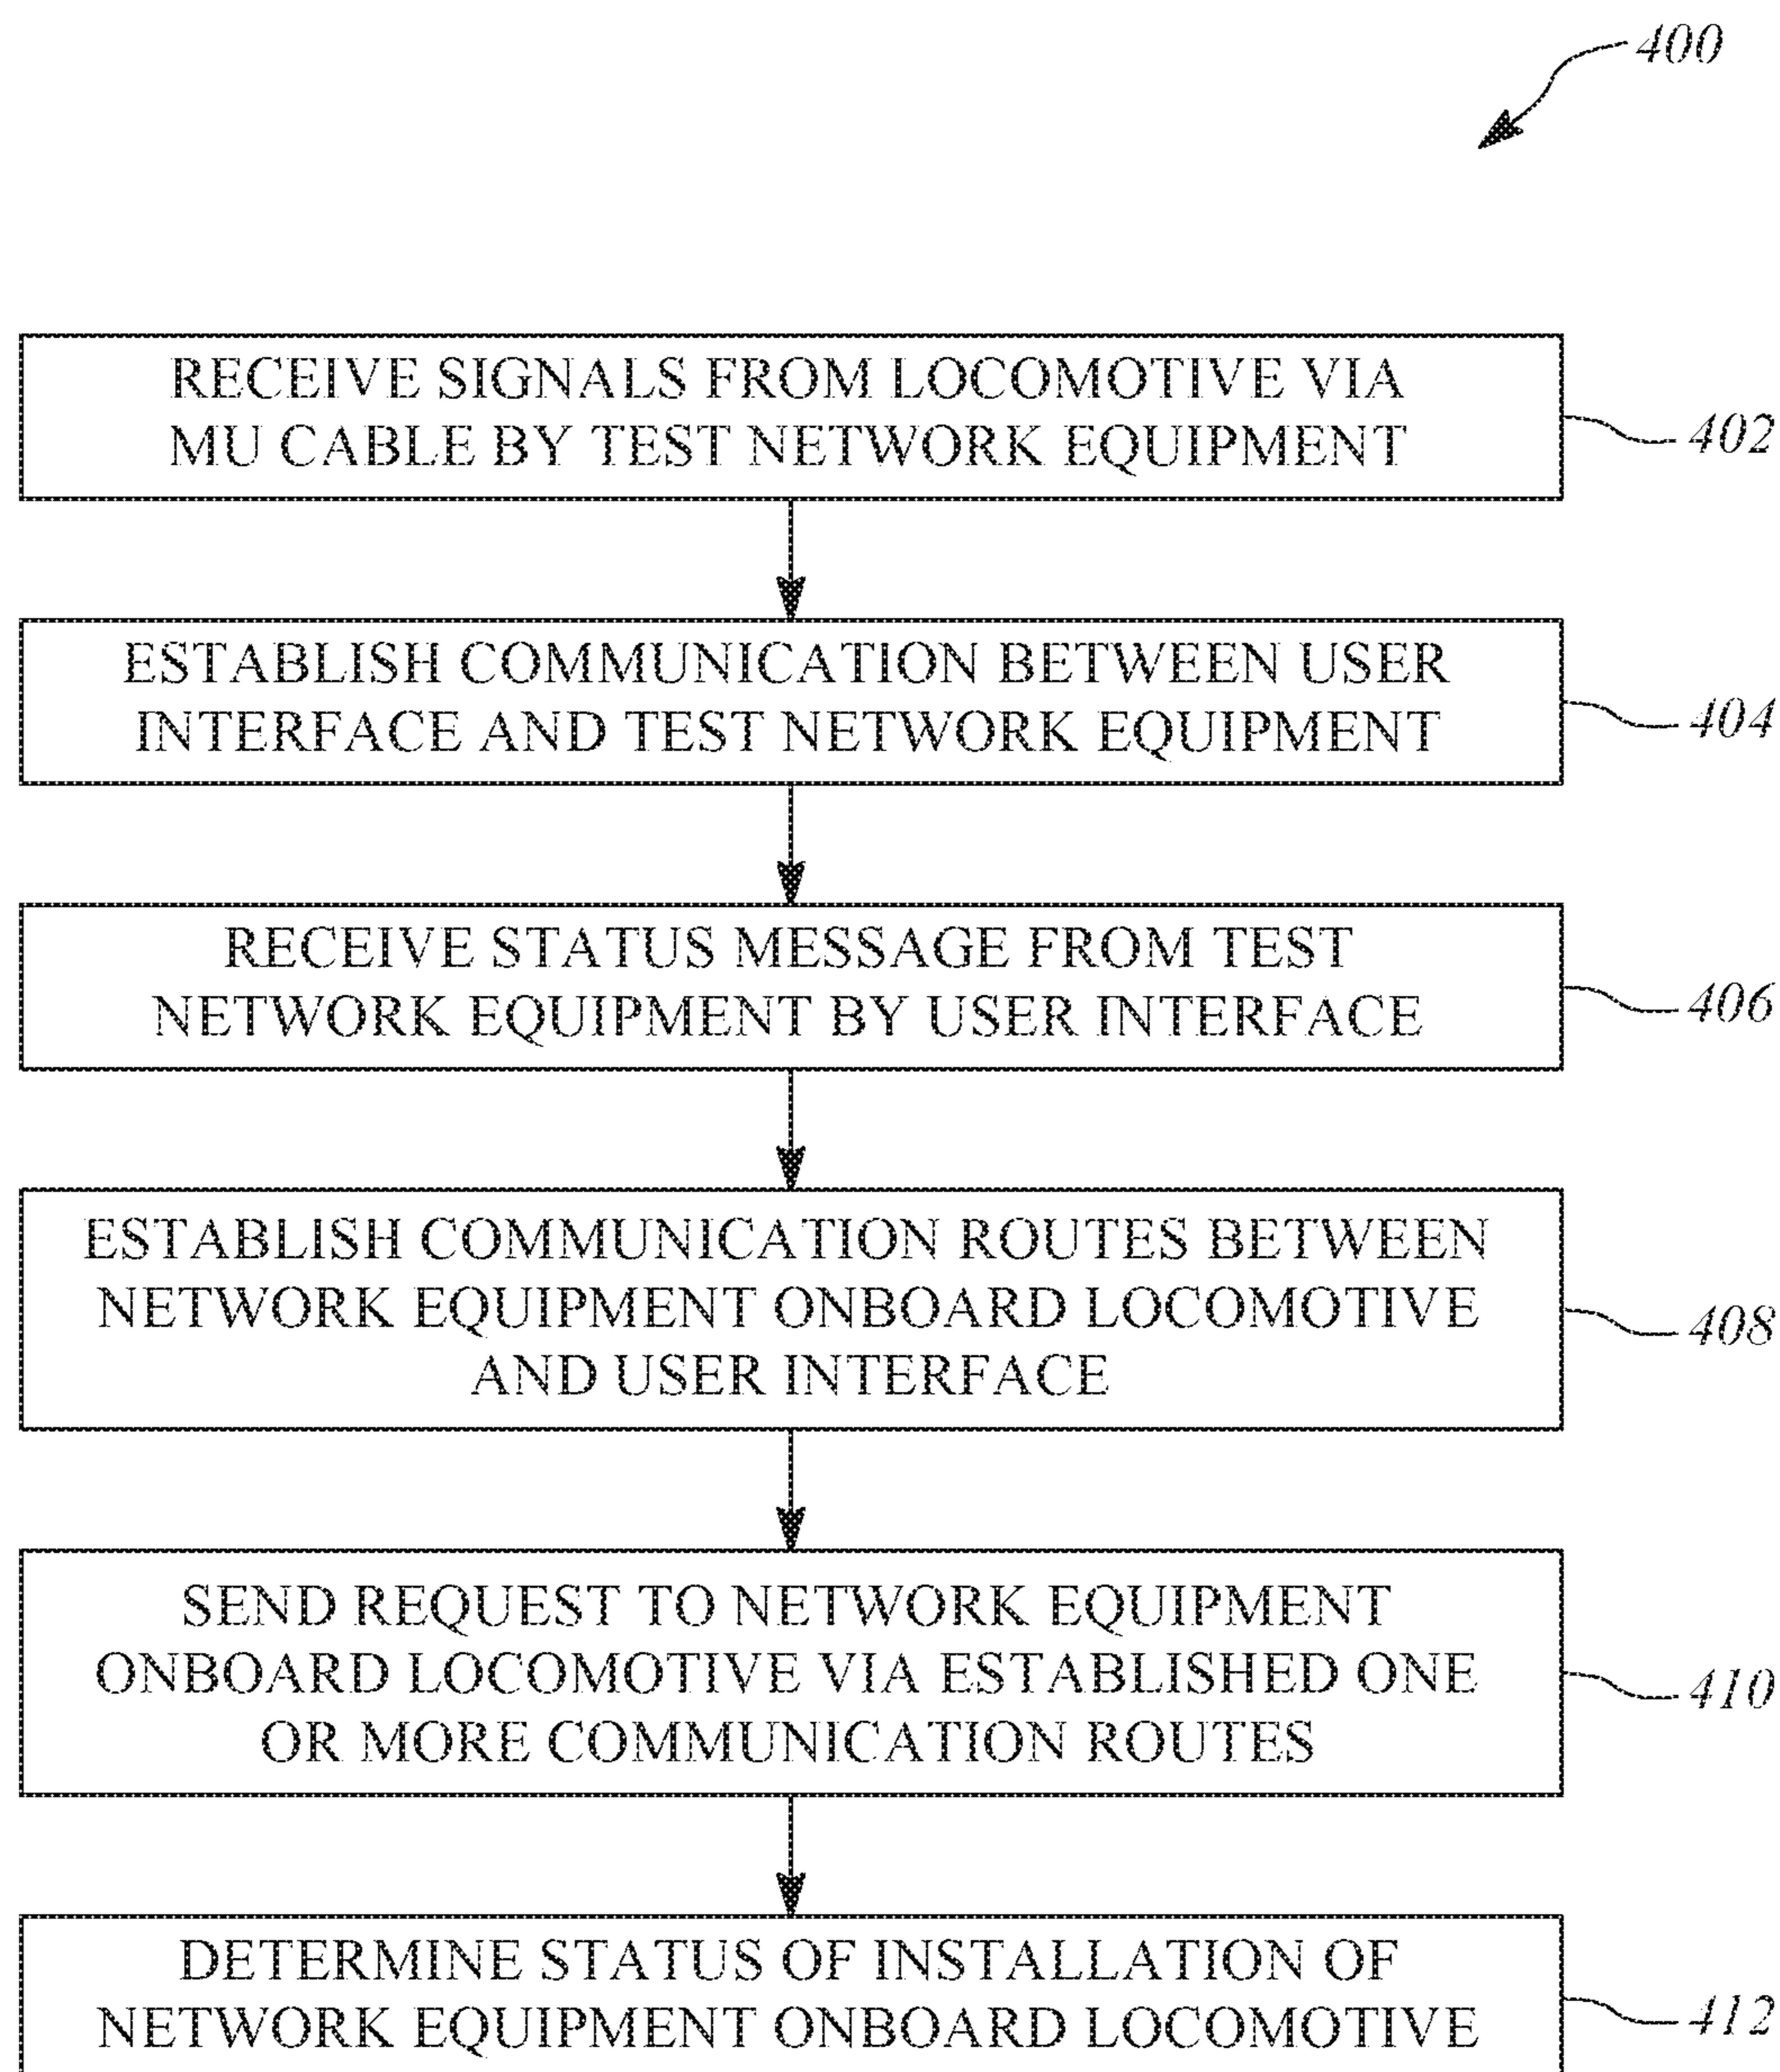 400
RECEIVE SIGNALS FROM LOCOMOTIVE VIA
MU CABLE BY TEST NETWORK EQUIPMENT
402
ESTABLISH COMMUNICATION BETWEEN USER
INTERFACE AND TEST NETWORK EQUIPMENT
404
RECEIVE STATUS MESSAGE FROM TEST
NETWORK EQUIPMENT BY USER INTERFACE
406
ESTABLISH COMMUNICATION ROUTES BETWEEN
NETWORK EQUIPMENT ONBOARD LOCOMOTIVE
AND USER INTERFACE
408
SEND REQUEST TO NETWORK EQUIPMENT
ONBOARD LOCOMOTIVE VIA ESTABLISHED ONE
OR MORE COMMUNICATION ROUTES
410
DETERMINE STATUS OF INSTALLATION OF
NETWORK EQUIPMENT ONBOARD LOCOMOTIVE
412